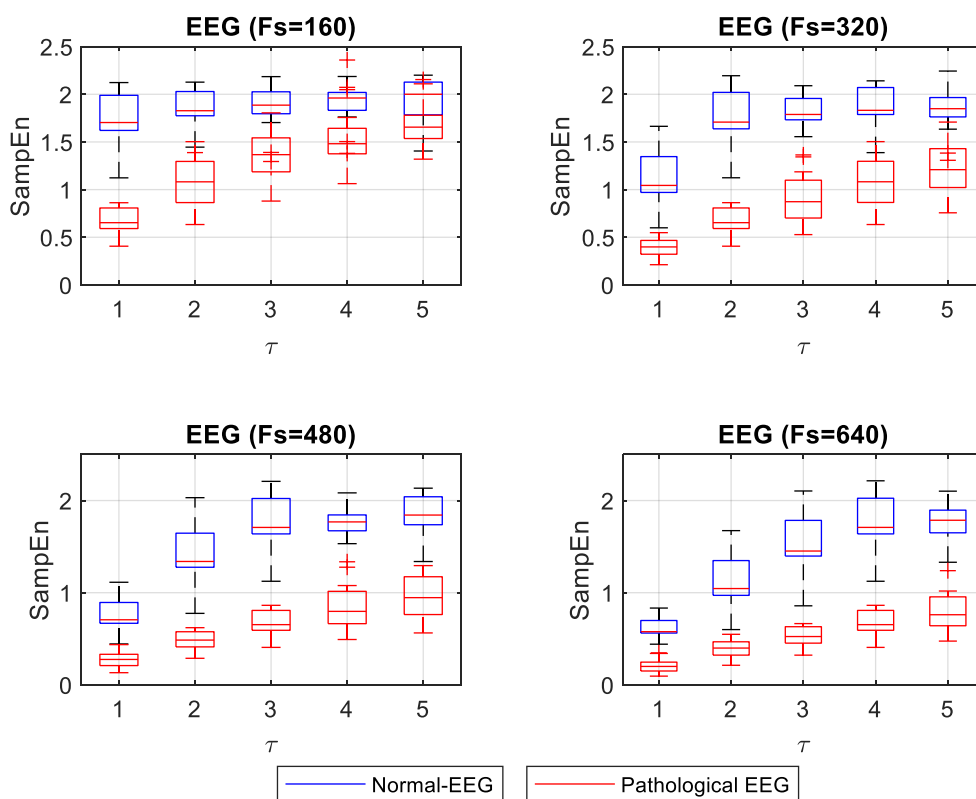 EEG (Fs=160)
2.5
2
1.5
1
0.5
0
SampEn
1 2 3 4 5
τ
EEG (Fs=320)
2.5
2
1.5
1
0.5
0
SampEn
1 2 3 4 5
τ
EEG (Fs=480)
2
1
0
SampEn
1 2 3 4 5
τ
EEG (Fs=640)
2
1
0
SampEn
1 2 3 4 5
τ
Normal-EEG
Pathological EEG